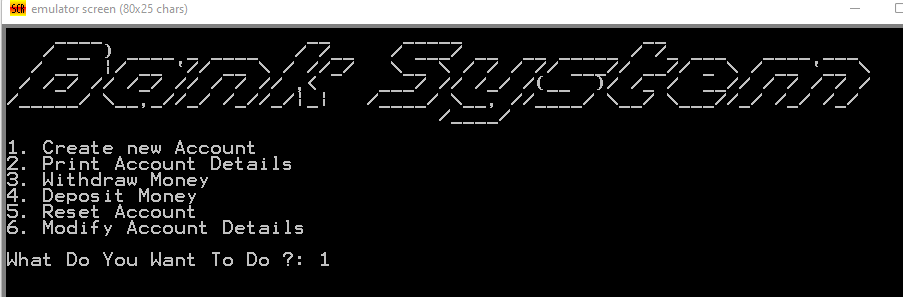 SCR emulator screen (80x25 chars)
Bank System
1. Create new Account
2. Print Account Details
3. Withdraw Money
4. Deposit Money
5. Reset Account
6. Modify Account Details
What Do You Want To Do ?: 1